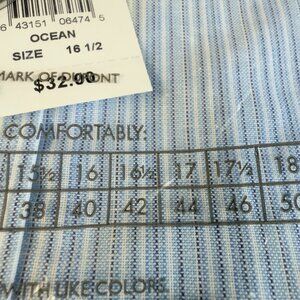 43151 06474 5
OCEAN
SIZE 16 1/2
MARK OF DUPONT
$32.00
COMFORTABLY:
15½ 16 16½ 17 17½ 18
38 40 42 44 46 50
WITH LIKE COLORS